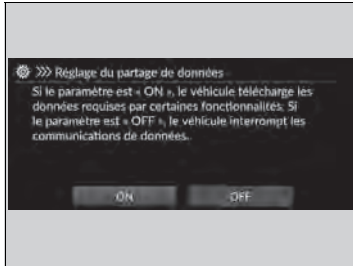 >>> Réglage du partage de données
Si le paramètre est « ON », le véhicule télécharge les
données requises par certaines fonctionnalités. Si
le paramètre est « OFF », le véhicule interrompt les
communications de données.
ON
OFF